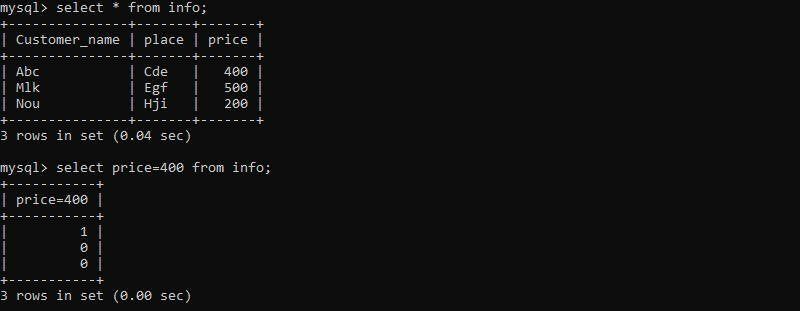 mysql> select * from info;
+---------------+-------+-------+
| Customer_name | place | price |
+---------------+-------+-------+
| Abc           | Cde   |   400 |
| Mlk           | Egf   |   500 |
| Nou           | Hji   |   200 |
+---------------+-------+-------+
3 rows in set (0.04 sec)
mysql> select price=400 from info;
+-----------+
| price=400 |
+-----------+
|         1 |
|         0 |
|         0 |
+-----------+
3 rows in set (0.00 sec)